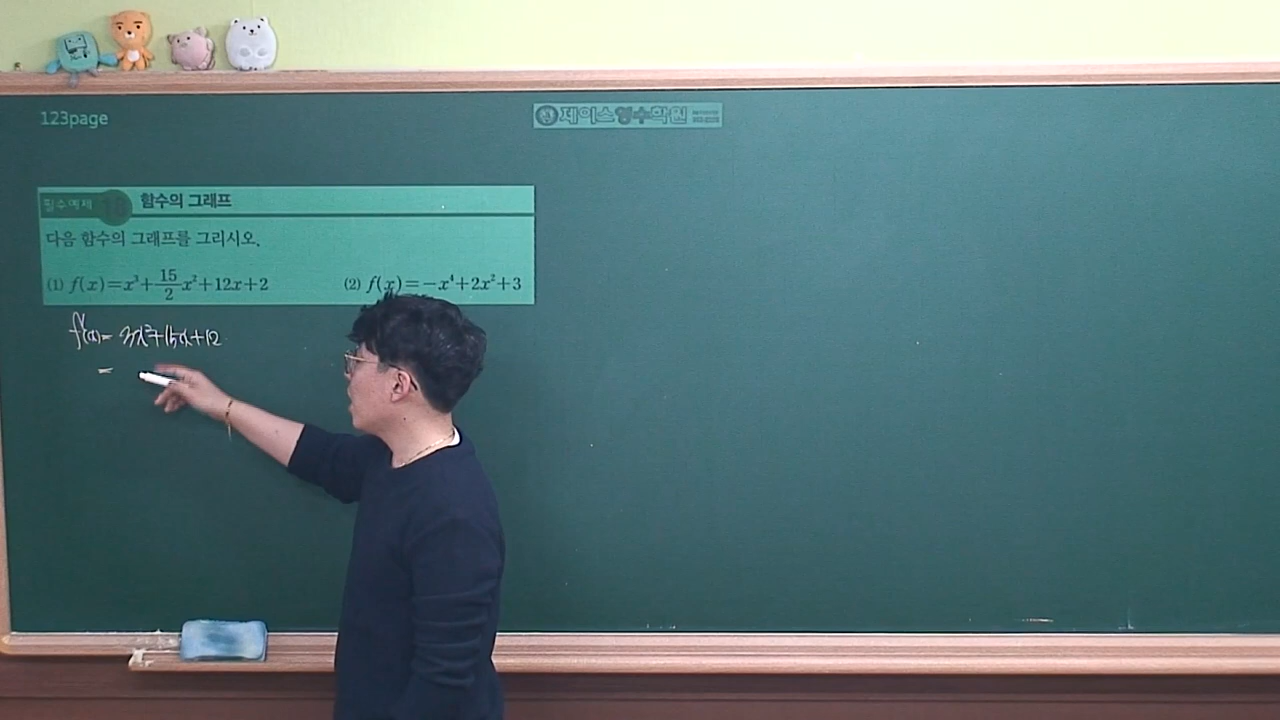 123page
제이스영수학원
필수예제 함수의 그래프
다음 함수의 그래프를 그리시오.
(1) f(x)=x³+15/2x²+12x+2 (2) f(x)=-x⁴+2x²+3
f'(x)= 3x²+15x+12
=